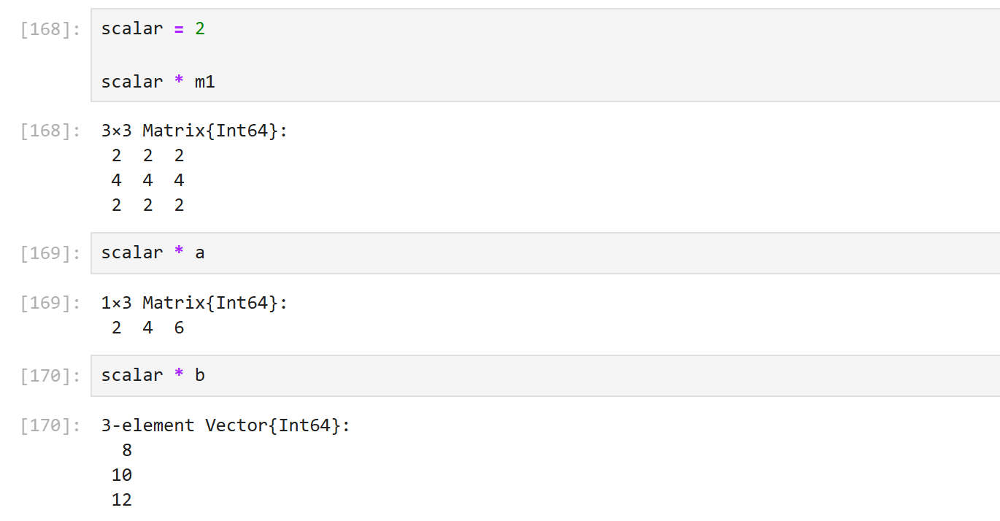 [168]: scalar = 2
scalar * m1
[168]: 3×3 Matrix{Int64}:
2 2 2
4 4 4
2 2 2
[169]: scalar * a
[169]: 1×3 Matrix{Int64}:
2 4 6
[170]: scalar * b
[170]: 3-element Vector{Int64}:
8
10
12